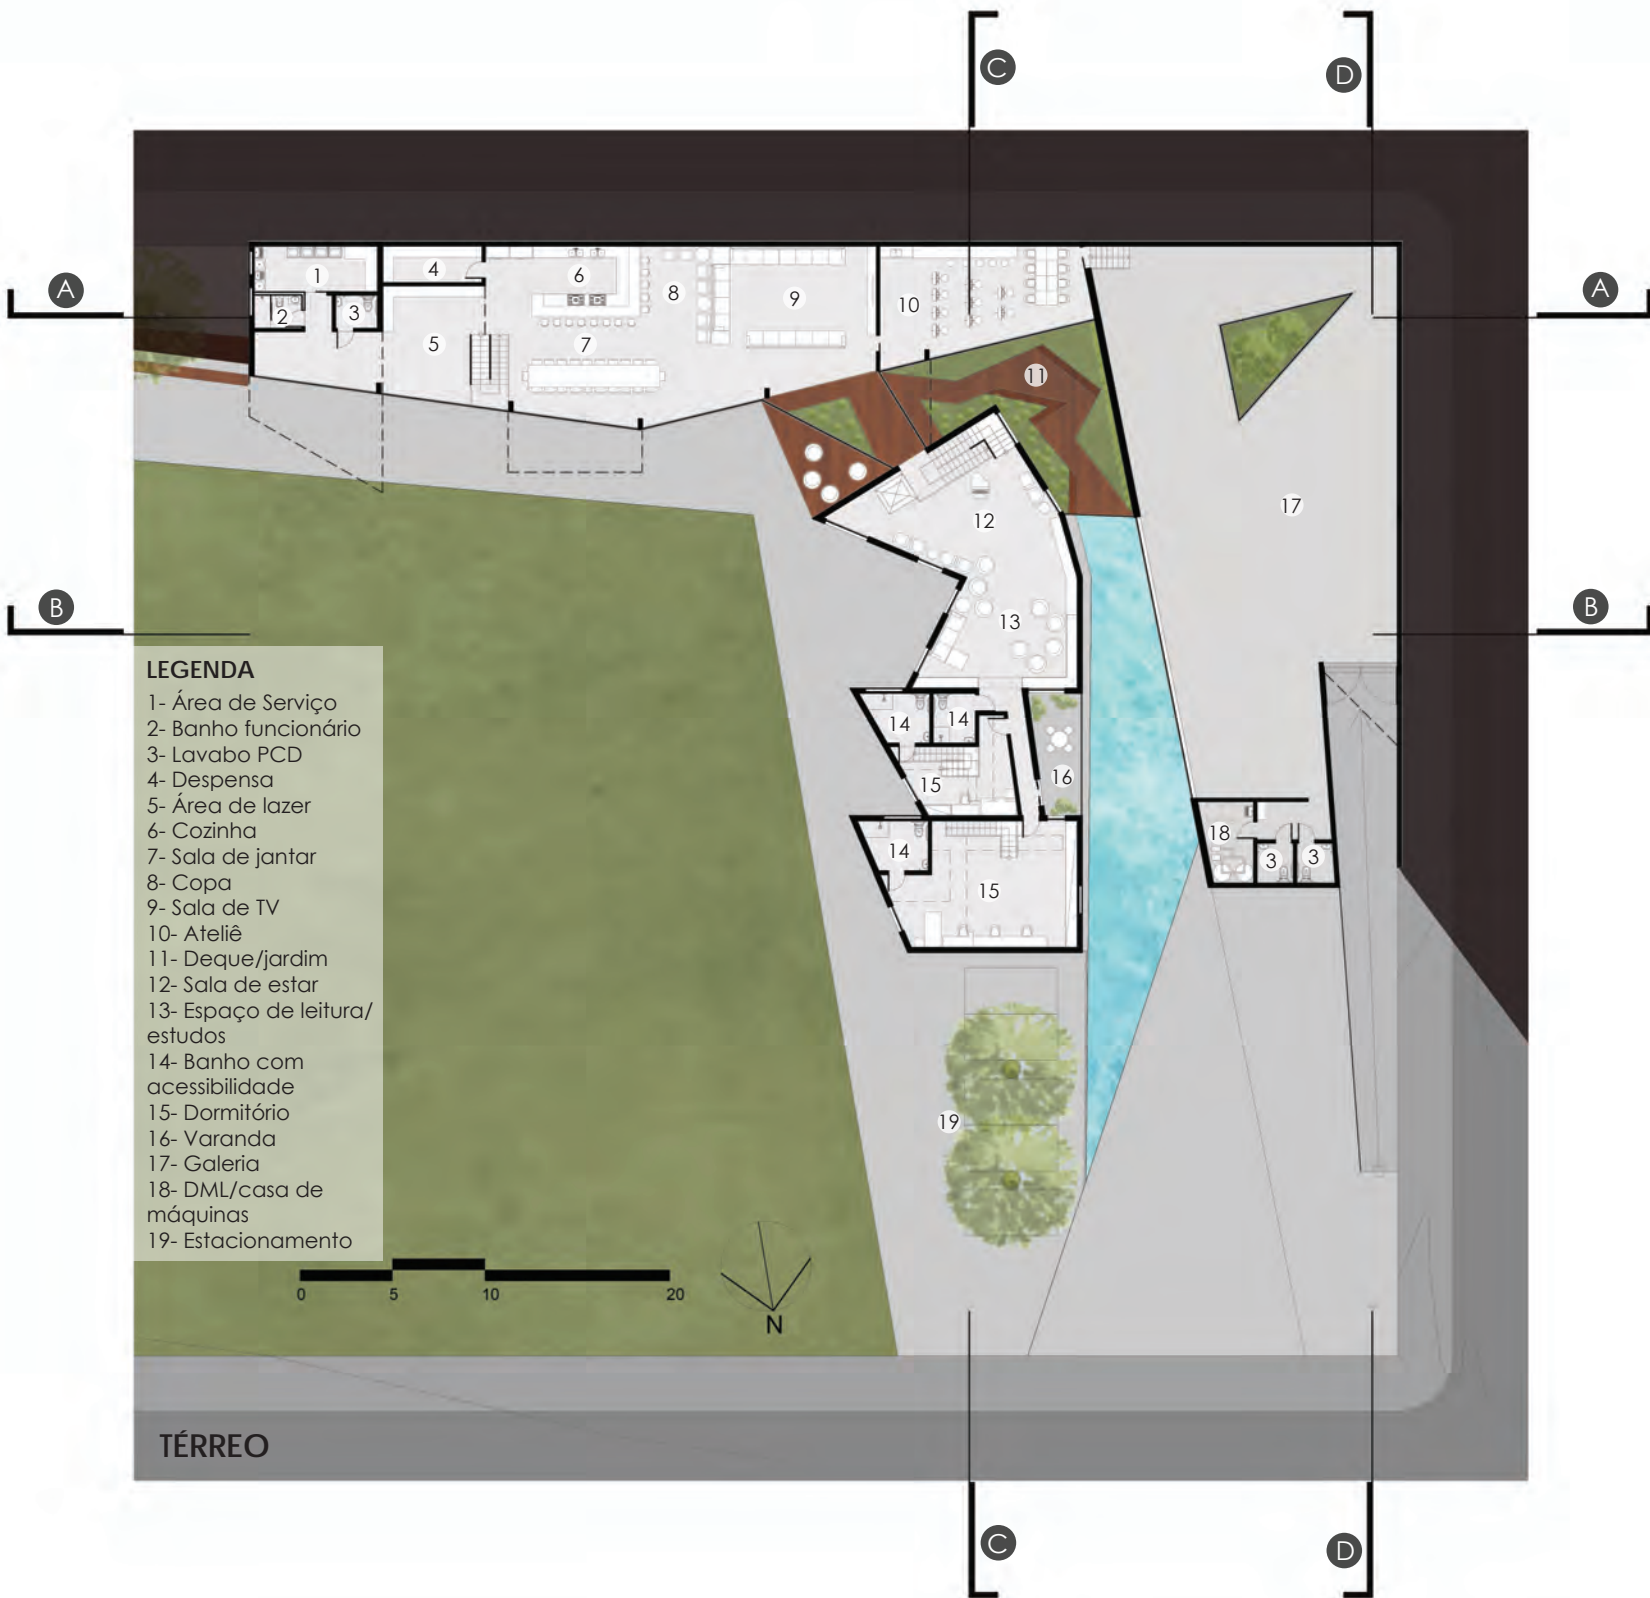 C
D
1
4
6
8
9
10
2
3
5
7
11
A
A
12
17
13
B
B
LEGENDA
1- Área de Serviço
2- Banho funcionário
3- Lavabo PCD
4- Despensa
5- Área de lazer
6- Cozinha
7- Sala de jantar
8- Copa
9- Sala de TV
10- Ateliê
11- Deque/jardim
12- Sala de estar
13- Espaço de leitura/
estudos
14- Banho com
acessibilidade
15- Dormitório
16- Varanda
17- Galeria
18- DML/casa de
máquinas
19- Estacionamento
14
14
15
16
14
15
18
3
3
19
0
5
10
20
N
TÉRREO
C
D